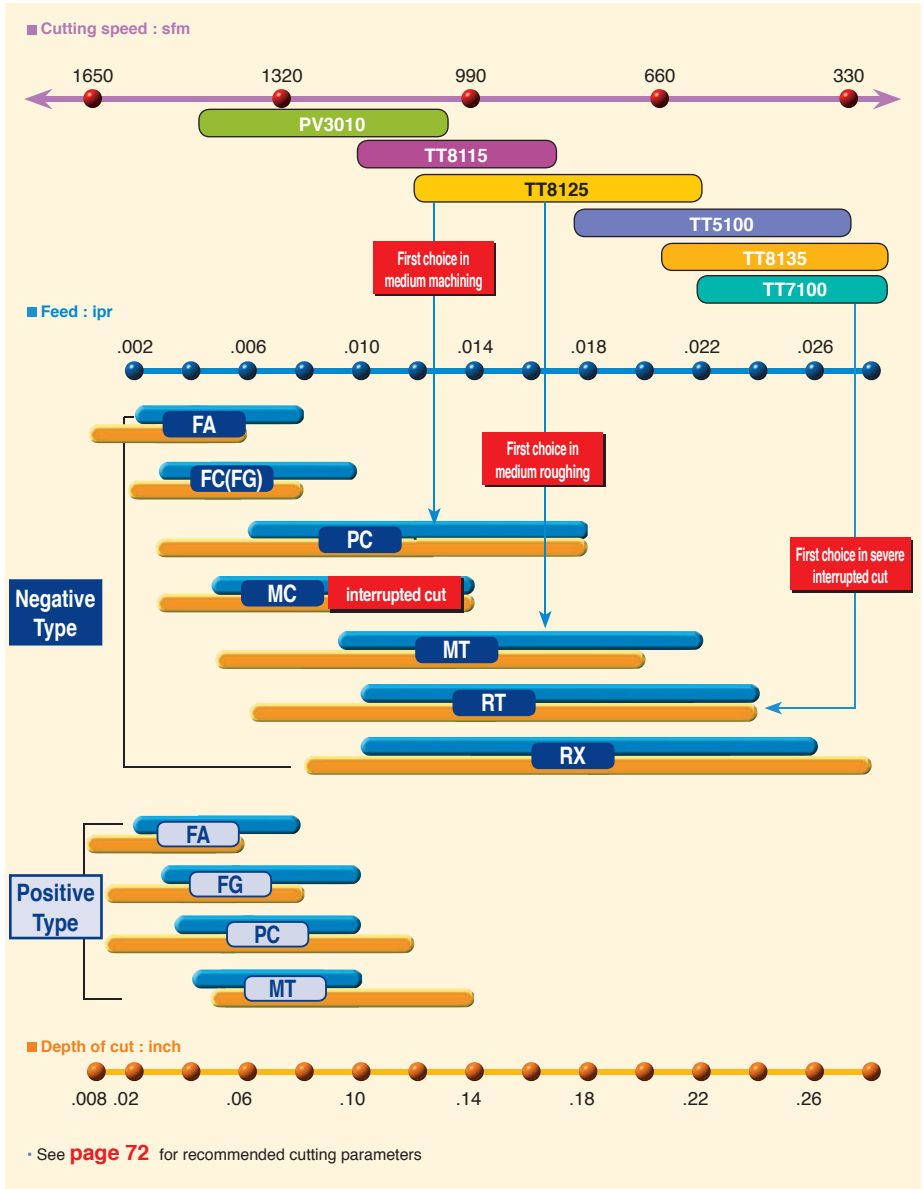 ■ Cutting speed : sfm
1650 1320 990 660 330
PV3010
TT8115
TT8125
TT5100
First choice in
medium machining
TT8135
TT7100
■ Feed : ipr
.002 .006 .010 .014 .018 .022 .026
FA
First choice in
medium roughing
FC(FG)
PC
First choice in severe
interrupted cut
Negative
Type
MC interrupted cut
MT
RT
RX
FA
Positive
Type
FG
PC
MT
■ Depth of cut : inch
.008 .02 .06 .10 .14 .18 .22 .26
• See page 72 for recommended cutting parameters